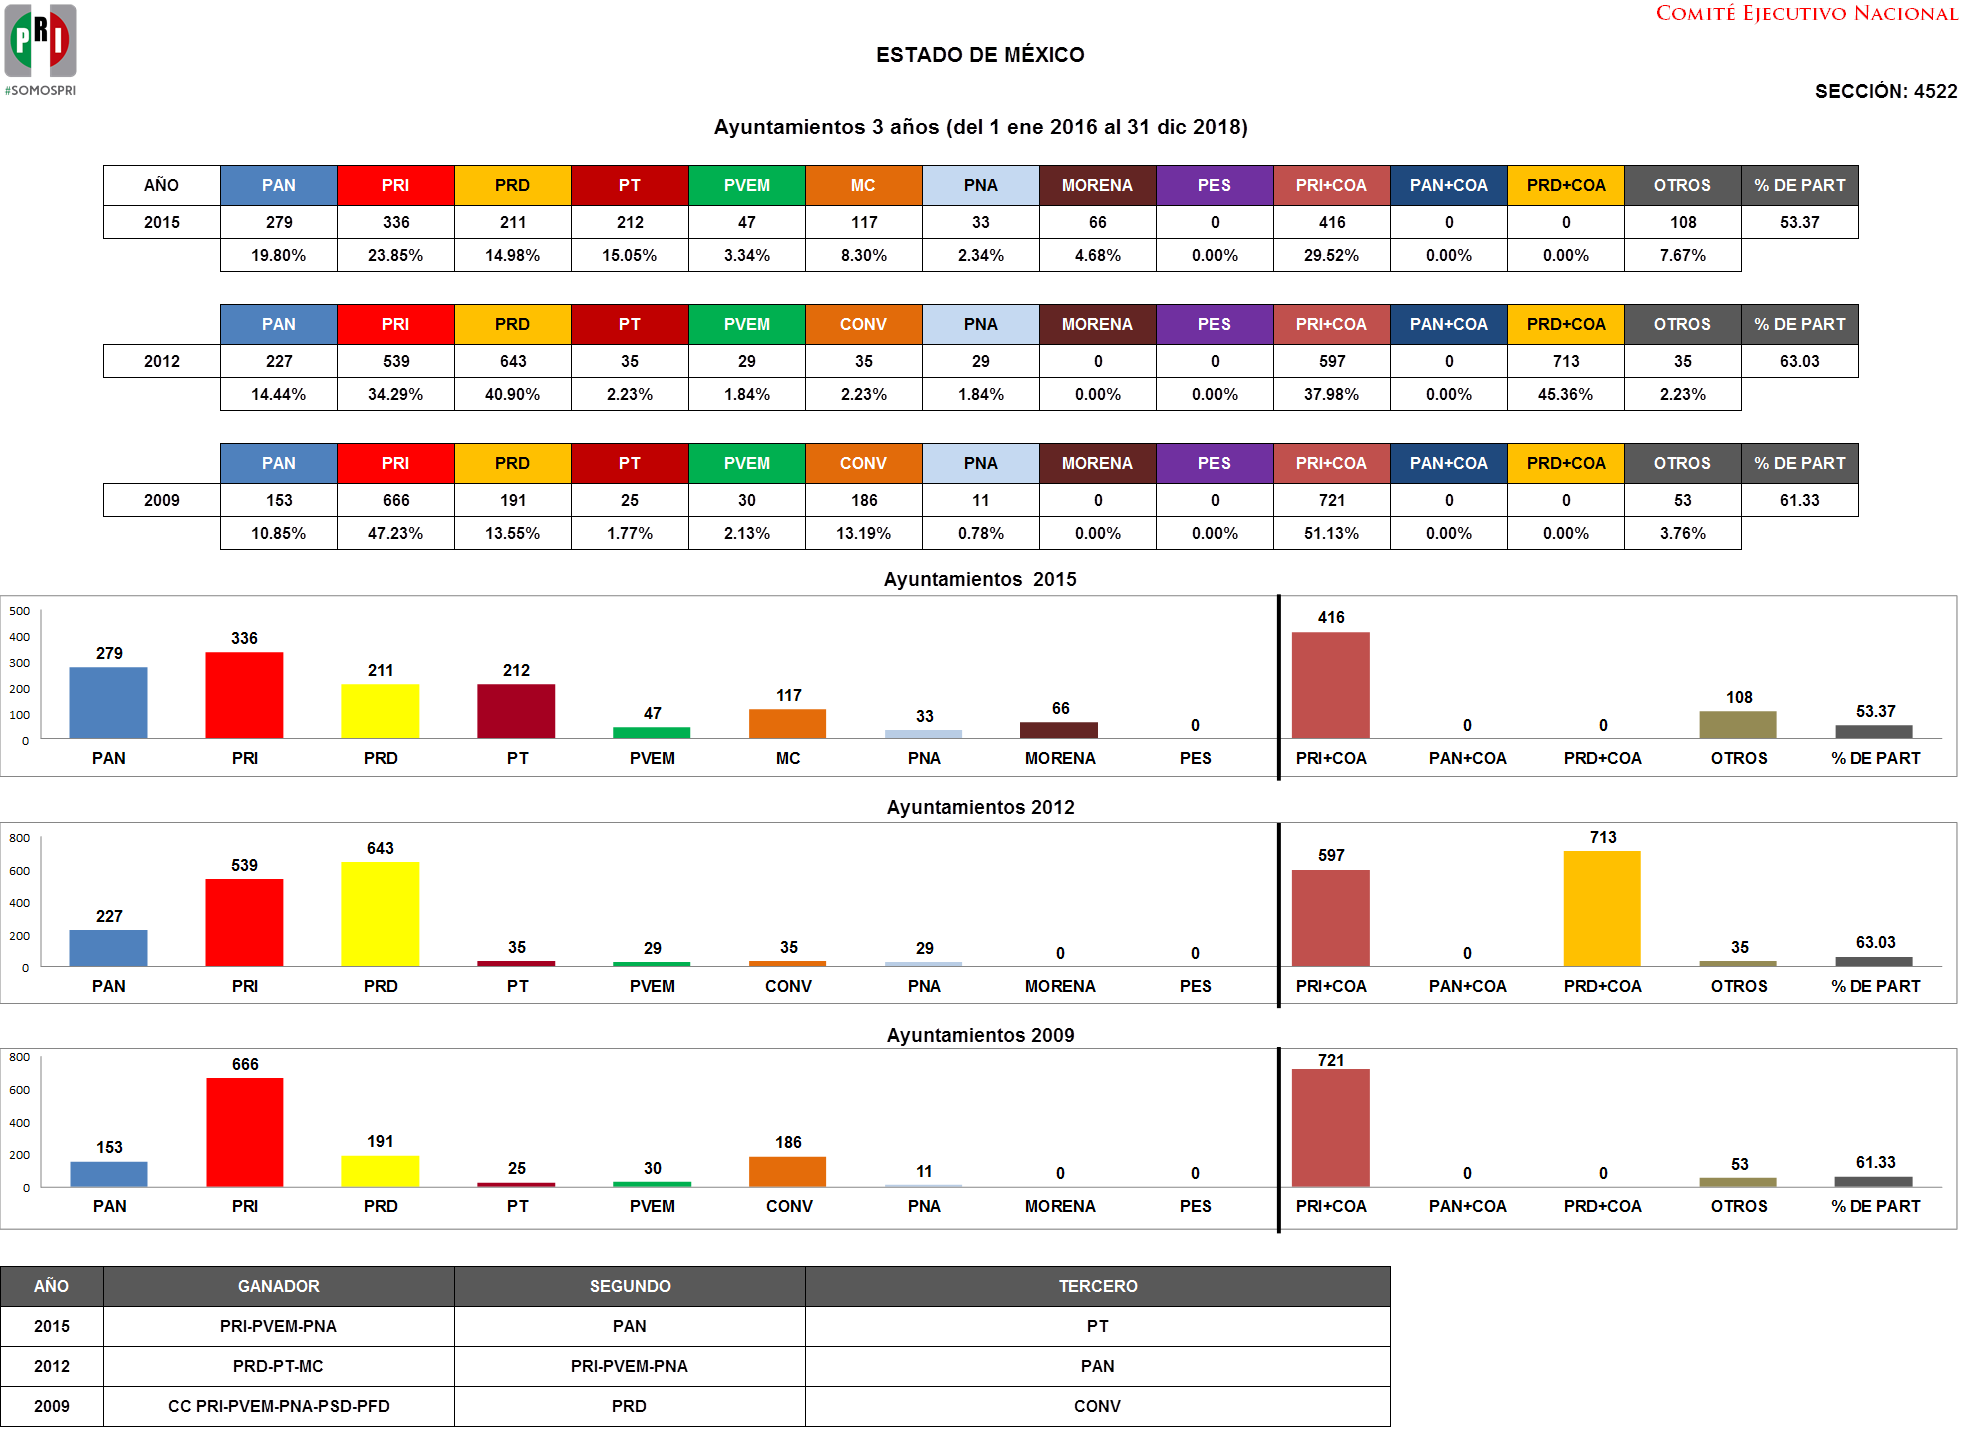 PRI
#SOMOSPRI
COMITÉ EJECUTIVO NACIONAL
ESTADO DE MÉXICO
SECCIÓN: 4522
Ayuntamientos 3 años (del 1 ene 2016 al 31 dic 2018)
AÑO PAN PRI PRD PT PVEM MC PNA MORENA PES PRI+COA PAN+COA PRD+COA OTROS % DE PART
2015 279 336 211 212 47 117 33 66 0 416 0 0 108 53.37
19.80% 23.85% 14.98% 15.05% 3.34% 8.30% 2.34% 4.68% 0.00% 29.52% 0.00% 0.00% 7.67%
PAN PRI PRD PT PVEM CONV PNA MORENA PES PRI+COA PAN+COA PRD+COA OTROS % DE PART
2012 227 539 643 35 29 35 29 0 0 597 0 713 35 63.03
14.44% 34.29% 40.90% 2.23% 1.84% 2.23% 1.84% 0.00% 0.00% 37.98% 0.00% 45.36% 2.23%
PAN PRI PRD PT PVEM CONV PNA MORENA PES PRI+COA PAN+COA PRD+COA OTROS % DE PART
2009 153 666 191 25 30 186 11 0 0 721 0 0 53 61.33
10.85% 47.23% 13.55% 1.77% 2.13% 13.19% 0.78% 0.00% 0.00% 51.13% 0.00% 0.00% 3.76%
Ayuntamientos 2015
500
400
300
200
100
0
279 336 211 212 47 117 33 66 0 416 0 0 108 53.37
PAN PRI PRD PT PVEM MC PNA MORENA PES PRI+COA PAN+COA PRD+COA OTROS % DE PART
Ayuntamientos 2012
800
600
400
200
0
227 539 643 35 29 35 29 0 0 597 0 713 35 63.03
PAN PRI PRD PT PVEM CONV PNA MORENA PES PRI+COA PAN+COA PRD+COA OTROS % DE PART
Ayuntamientos 2009
800
600
400
200
0
153 666 191 25 30 186 11 0 0 721 0 0 53 61.33
PAN PRI PRD PT PVEM CONV PNA MORENA PES PRI+COA PAN+COA PRD+COA OTROS % DE PART
AÑO GANADOR SEGUNDO TERCERO
2015 PRI-PVEM-PNA PAN PT
2012 PRD-PT-MC PRI-PVEM-PNA PAN
2009 CC PRI-PVEM-PNA-PSD-PFD PRD CONV